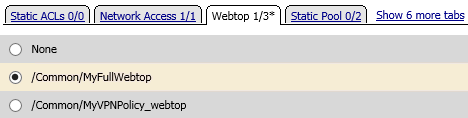 Static ACLs 0/0 Network Access 1/1 Webtop 1/3* Static Pool 0/2 Show 6 more tabs
None
/Common/MyFullWebtop
/Common/MyVPNPolicy_webtop